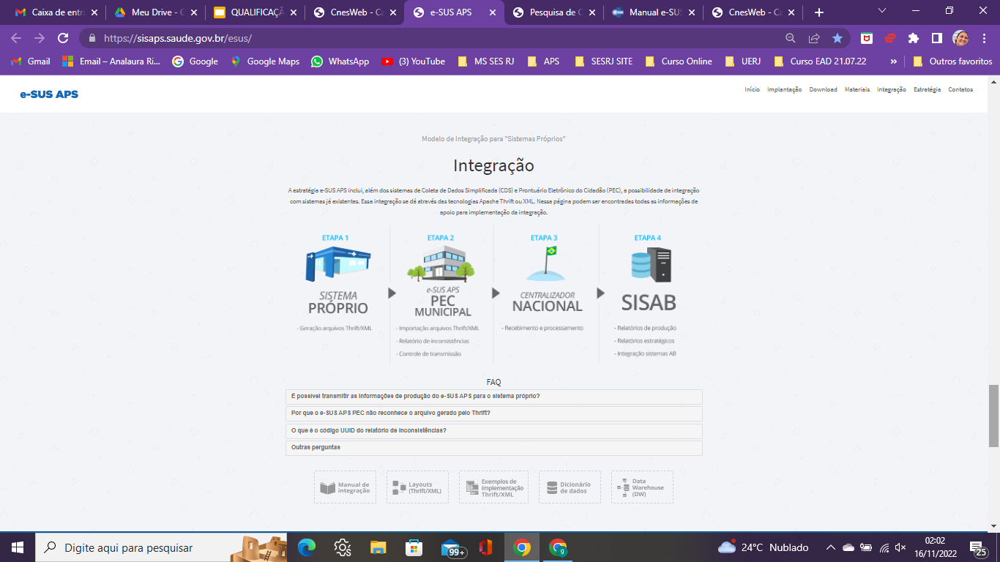 Caixa de entra
Meu Drive - G
QUALIFICAÇÃ
CnesWeb - Ca
e-SUS APS
Pesquisa de C
Manual e-SUS
CnesWeb - Ca
https://sisaps.saude.gov.br/esus/
Gmail
Email – Analaura Ri...
Google
Google Maps
WhatsApp
(3) YouTube
MS SES RJ
APS
SESRJ SITE
Curso Online
UERJ
Curso EAD 21.07.22
»
Outros favoritos
e-SUS APS
Início Implantação Download Materiais Integração Estratégia Contatos
Modelo de Integração para "Sistemas Próprios"
Integração
A estratégia e-SUS APS inclui, além dos sistemas de Coleta de Dados Simplificada (CDS) e Prontuário Eletrônico do Cidadão (PEC), a possibilidade de integração
com sistemas já existentes. Essa integração se dá através das tecnologias Apache Thrift ou XML. Nessa página podem ser encontradas todas as informações de
apoio para implementação da integração.
ETAPA 1
SISTEMA
PRÓPRIO
- Geração arquivos Thrift/XML
ETAPA 2
e-SUS APS
PEC
MUNICIPAL
- Importação arquivos Thrift/XML
- Relatório de inconsistências
- Controle de transmissão
ETAPA 3
CENTRALIZADOR
NACIONAL
- Recebimento e processamento
ETAPA 4
SISAB
- Relatórios de produção
- Relatórios estratégicos
- Integração sistemas AB
FAQ
É possível transmitir as informações de produção do e-SUS APS para o sistema próprio?
Por que o e-SUS APS PEC não reconhece o arquivo gerado pelo Thrift?
O que é o código UUID do relatório de inconsistências?
Outras perguntas
Manual de
integração
Layouts
(Thrift/XML)
Exemplos de
implementação
Thrift/XML
Dicionário
de dados
Data
Warehouse
(DW)
Digite aqui para pesquisar
99+
g
24°C Nublado
02:02
16/11/2022
25